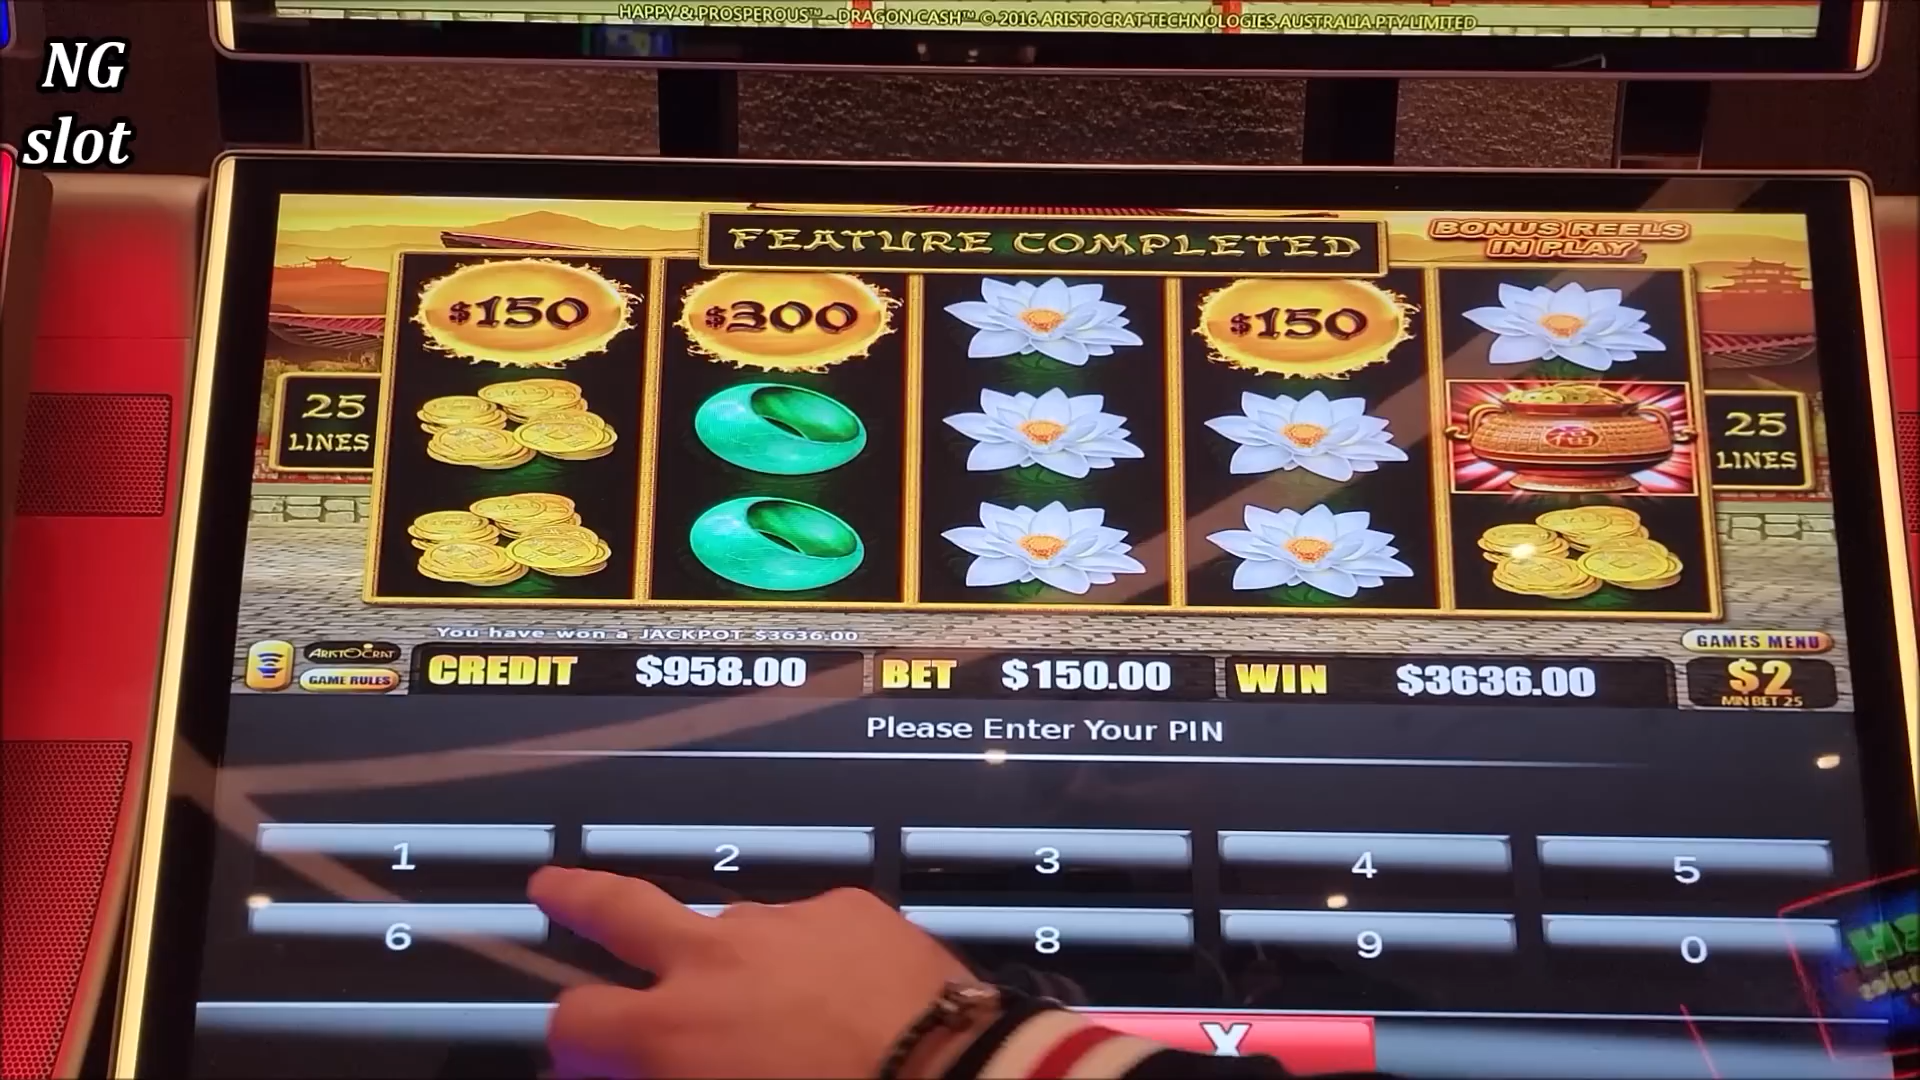 HAPPY & PROSPEROUS™ - DRAGON CASH™ © 2016 ARISTOCRAT TECHNOLOGIES AUSTRALIA PTY LIMITED
NG
slot
FEATURE COMPLETED
BONUS REELS
IN PLAY
$150
$300
$150
25
LINES
福
25
LINES
You have won a JACKPOT $3636.00
GAMES MENU
ARISTOCRAT
GAME RULES
CREDIT $958.00
BET $150.00
WIN $3636.00
$2
MIN BET 25
Please Enter Your PIN
1 2 3 4 5
6 8 9 0
X